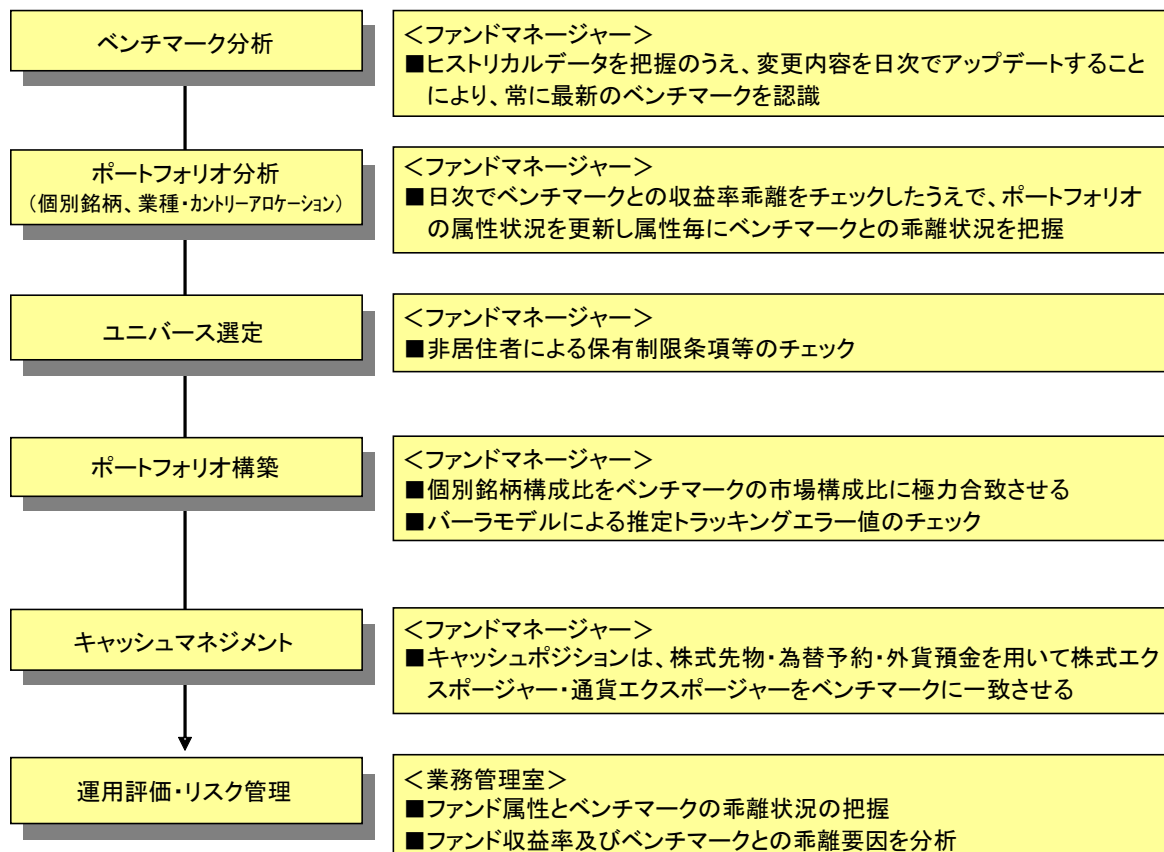 ベンチマーク分析
<ファンドマネージャー>
■ヒストリカルデータを把握のうえ、変更内容を日次でアップデートすること
により、常に最新のベンチマークを認識
ポートフォリオ分析
(個別銘柄、業種・カントリーアロケーション)
<ファンドマネージャー>
■日次でベンチマークとの収益率乖離をチェックしたうえで、ポートフォリオ
の属性状況を更新し属性毎にベンチマークとの乖離状況を把握
ユニバース選定
<ファンドマネージャー>
■非居住者による保有制限条項等のチェック
ポートフォリオ構築
<ファンドマネージャー>
■個別銘柄構成比をベンチマークの市場構成比に極力合致させる
■バーラモデルによる推定トラッキングエラー値のチェック
キャッシュマネジメント
<ファンドマネージャー>
■キャッシュポジションは、株式先物・為替予約・外貨預金を用いて株式エク
スポージャー・通貨エクスポージャーをベンチマークに一致させる
運用評価・リスク管理
<業務管理室>
■ファンド属性とベンチマークの乖離状況の把握
■ファンド収益率及びベンチマークとの乖離要因を分析